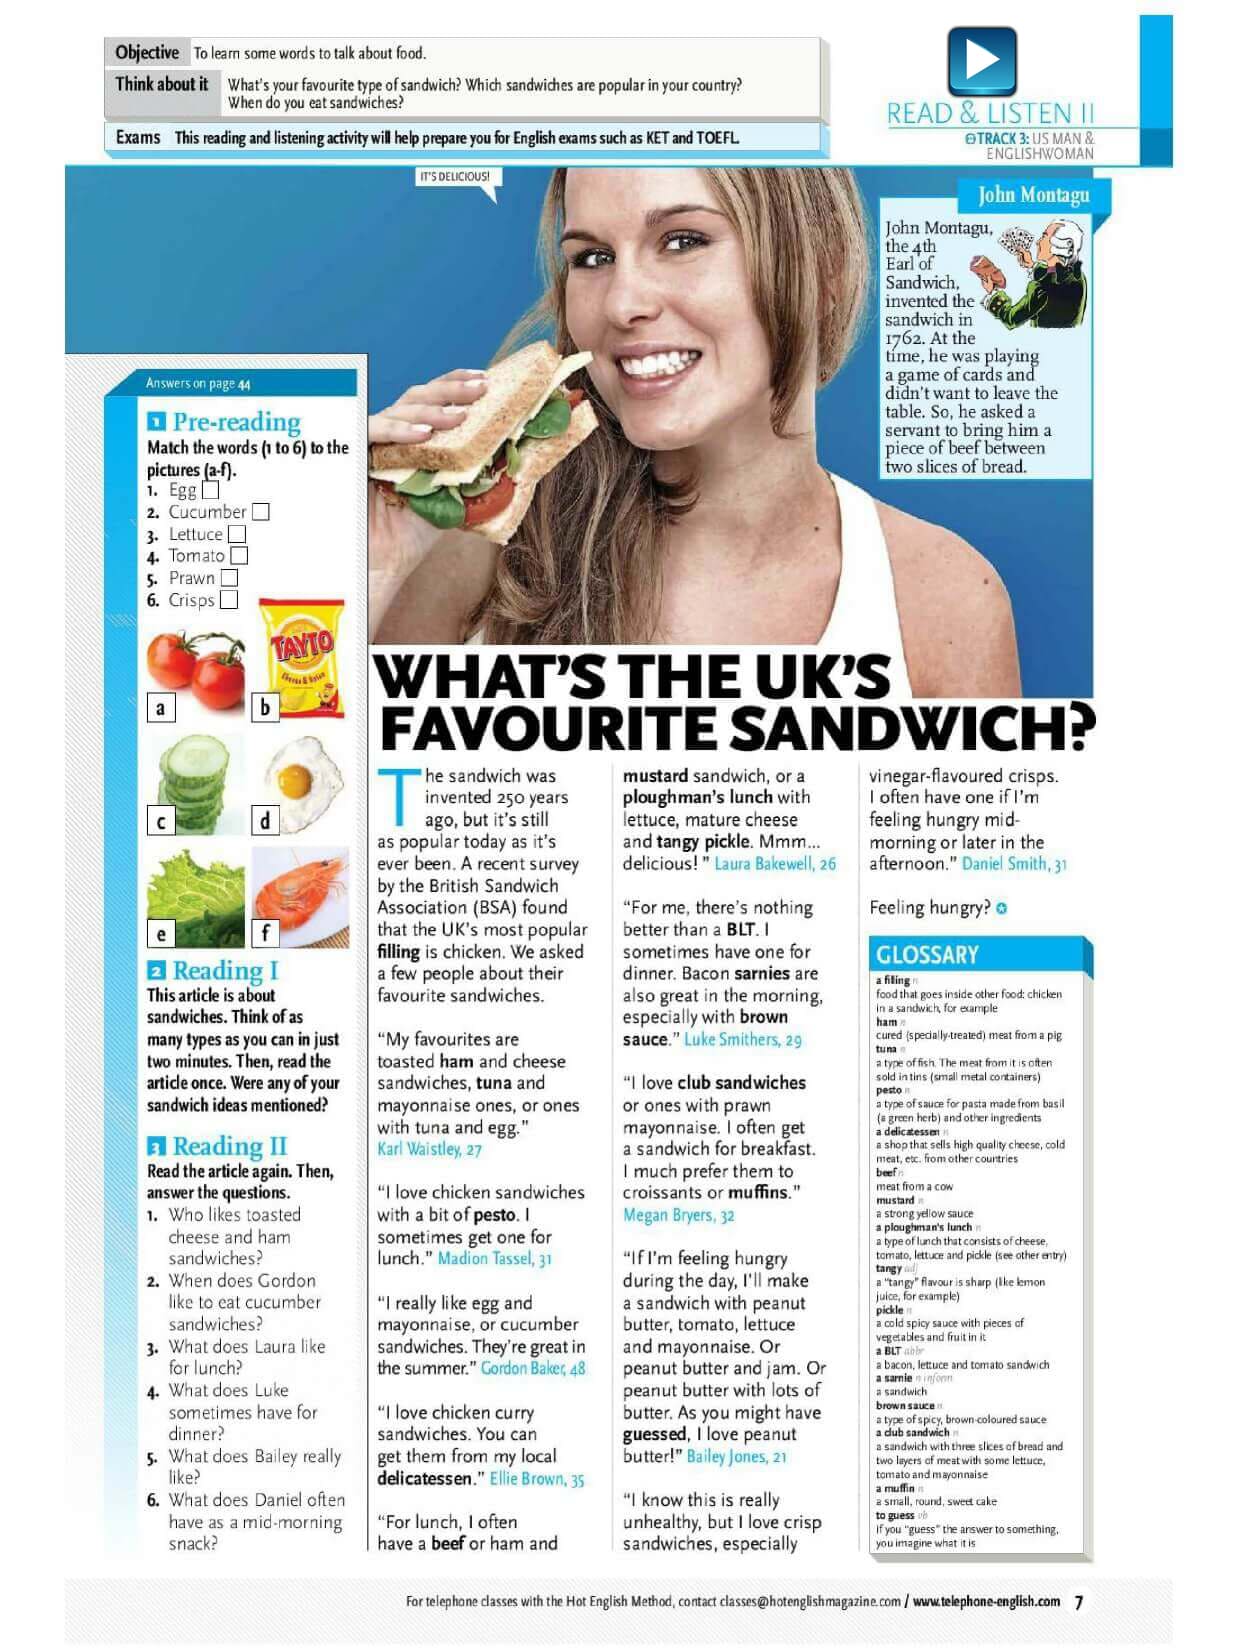 Objective To learn some words to talk about food.
Think about it What's your favourite type of sandwich? Which sandwiches are popular in your country?
When do you eat sandwiches?
Exams This reading and listening activity will help prepare you for English exams such as KET and TOEFL.
READ & LISTEN II
TRACK 3: US MAN &
ENGLISHWOMAN
IT'S DELICIOUS!
John Montagu
John Montagu,
the 4th
Earl of
Sandwich,
invented the
sandwich in
1762. At the
time, he was playing
a game of cards and
didn't want to leave the
table. So, he asked a
servant to bring him a
piece of beef between
two slices of bread.
Answers on page 44
1 Pre-reading
Match the words (1 to 6) to the
pictures (a-f).
1. Egg
2. Cucumber
3. Lettuce
4. Tomato
5. Prawn
6. Crisps
TAYTO
Cheese & Onion
a
b
c
d
e
f
2 Reading I
This article is about
sandwiches. Think of as
many types as you can in just
two minutes. Then, read the
article once. Were any of your
sandwich ideas mentioned?
3 Reading II
Read the article again. Then,
answer the questions.
1. Who likes toasted
cheese and ham
sandwiches?
2. When does Gordon
like to eat cucumber
sandwiches?
3. What does Laura like
for lunch?
4. What does Luke
sometimes have for
dinner?
5. What does Bailey really
like?
6. What does Daniel often
have as a mid-morning
snack?
WHAT'S THE UK'S
FAVOURITE SANDWICH?
The sandwich was
invented 250 years
ago, but it's still
as popular today as it's
ever been. A recent survey
by the British Sandwich
Association (BSA) found
that the UK's most popular
filling is chicken. We asked
a few people about their
favourite sandwiches.
"My favourites are
toasted ham and cheese
sandwiches, tuna and
mayonnaise ones, or ones
with tuna and egg."
Karl Waistley, 27
"I love chicken sandwiches
with a bit of pesto. I
sometimes get one for
lunch." Madion Tassel, 31
"I really like egg and
mayonnaise, or cucumber
sandwiches. They're great in
the summer." Gordon Baker, 48
"I love chicken curry
sandwiches. You can
get them from my local
delicatessen." Ellie Brown, 35
"For lunch, I often
have a beef or ham and
mustard sandwich, or a
ploughman's lunch with
lettuce, mature cheese
and tangy pickle. Mmm...
delicious! " Laura Bakewell, 26
"For me, there's nothing
better than a BLT. I
sometimes have one for
dinner. Bacon sarnies are
also great in the morning,
especially with brown
sauce." Luke Smithers, 29
"I love club sandwiches
or ones with prawn
mayonnaise. I often get
a sandwich for breakfast.
I much prefer them to
croissants or muffins."
Megan Bryers, 32
"If I'm feeling hungry
during the day, I'll make
a sandwich with peanut
butter, tomato, lettuce
and mayonnaise. Or
peanut butter and jam. Or
peanut butter with lots of
butter. As you might have
guessed, I love peanut
butter!" Bailey Jones, 21
"I know this is really
unhealthy, but I love crisp
sandwiches, especially
vinegar-flavoured crisps.
I often have one if I'm
feeling hungry mid-
morning or later in the
afternoon." Daniel Smith, 31
Feeling hungry?
GLOSSARY
a filling n
food that goes inside other food: chicken
in a sandwich, for example
ham n
cured (specially-treated) meat from a pig
tuna n
a type of fish. The meat from it is often
sold in tins (small metal containers)
pesto n
a type of sauce for pasta made from basil
(a green herb) and other ingredients
a delicatessen n
a shop that sells high quality cheese, cold
meat, etc. from other countries
beef n
meat from a cow
mustard n
a strong yellow sauce
a ploughman's lunch n
a type of lunch that consists of cheese,
tomato, lettuce and pickle (see other entry)
tangy adj
a "tangy" flavour is sharp (like lemon
juice, for example)
pickle n
a cold spicy sauce with pieces of
vegetables and fruit in it
a BLT abbr
a bacon, lettuce and tomato sandwich
a sarnie n inform
a sandwich
brown sauce n
a type of spicy, brown-coloured sauce
a club sandwich n
a sandwich with three slices of bread and
two layers of meat with some lettuce,
tomato and mayonnaise
a muffin n
a small, round, sweet cake
to guess vb
if you "guess" the answer to something,
you imagine what it is
For telephone classes with the Hot English Method, contact classes@hotenglishmagazine.com / www.telephone-english.com 7